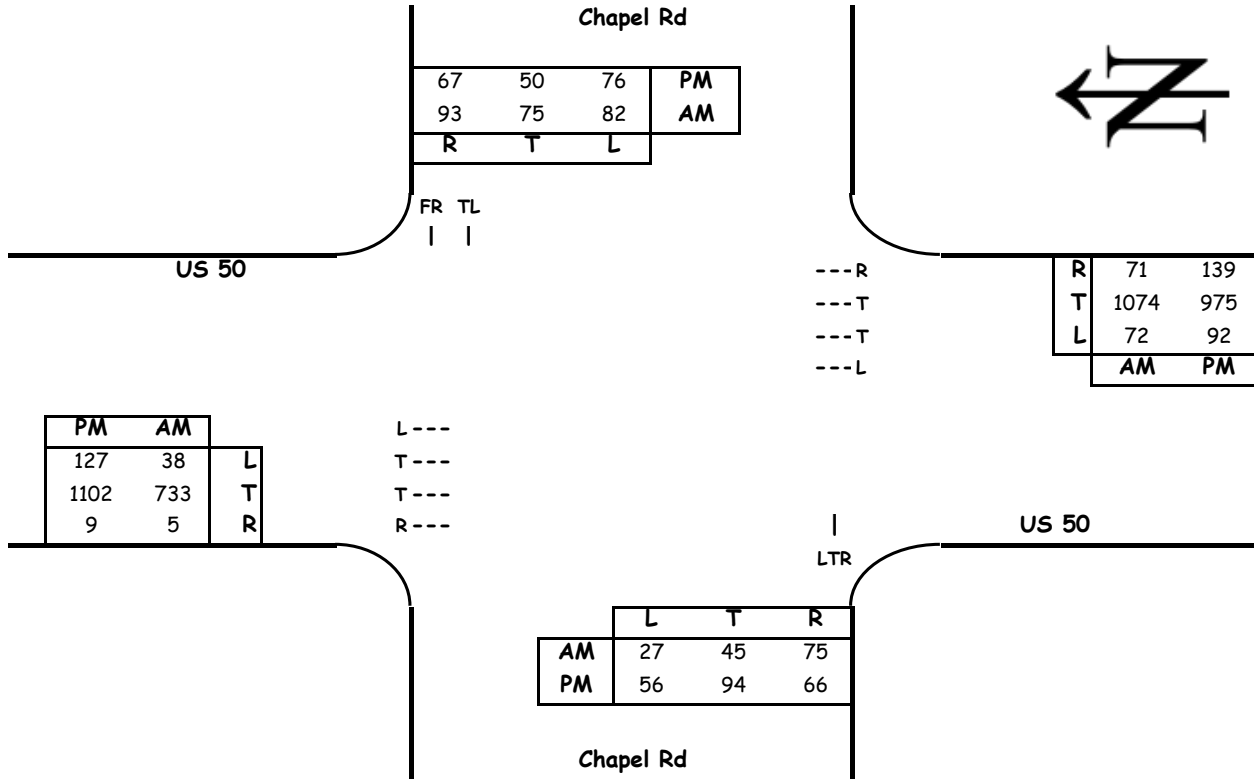 Chapel Rd
67 50 76 PM
93 75 82 AM
R T L
FR TL
| |
US 50
---R
---T
---T
---L
R 71 139
T 1074 975
L 72 92
AM PM
N
PM AM
127 38 L
1102 733 T
9 5 R
L---
T---
T---
R---
|
LTR
US 50
L T R
AM 27 45 75
PM 56 94 66
Chapel Rd